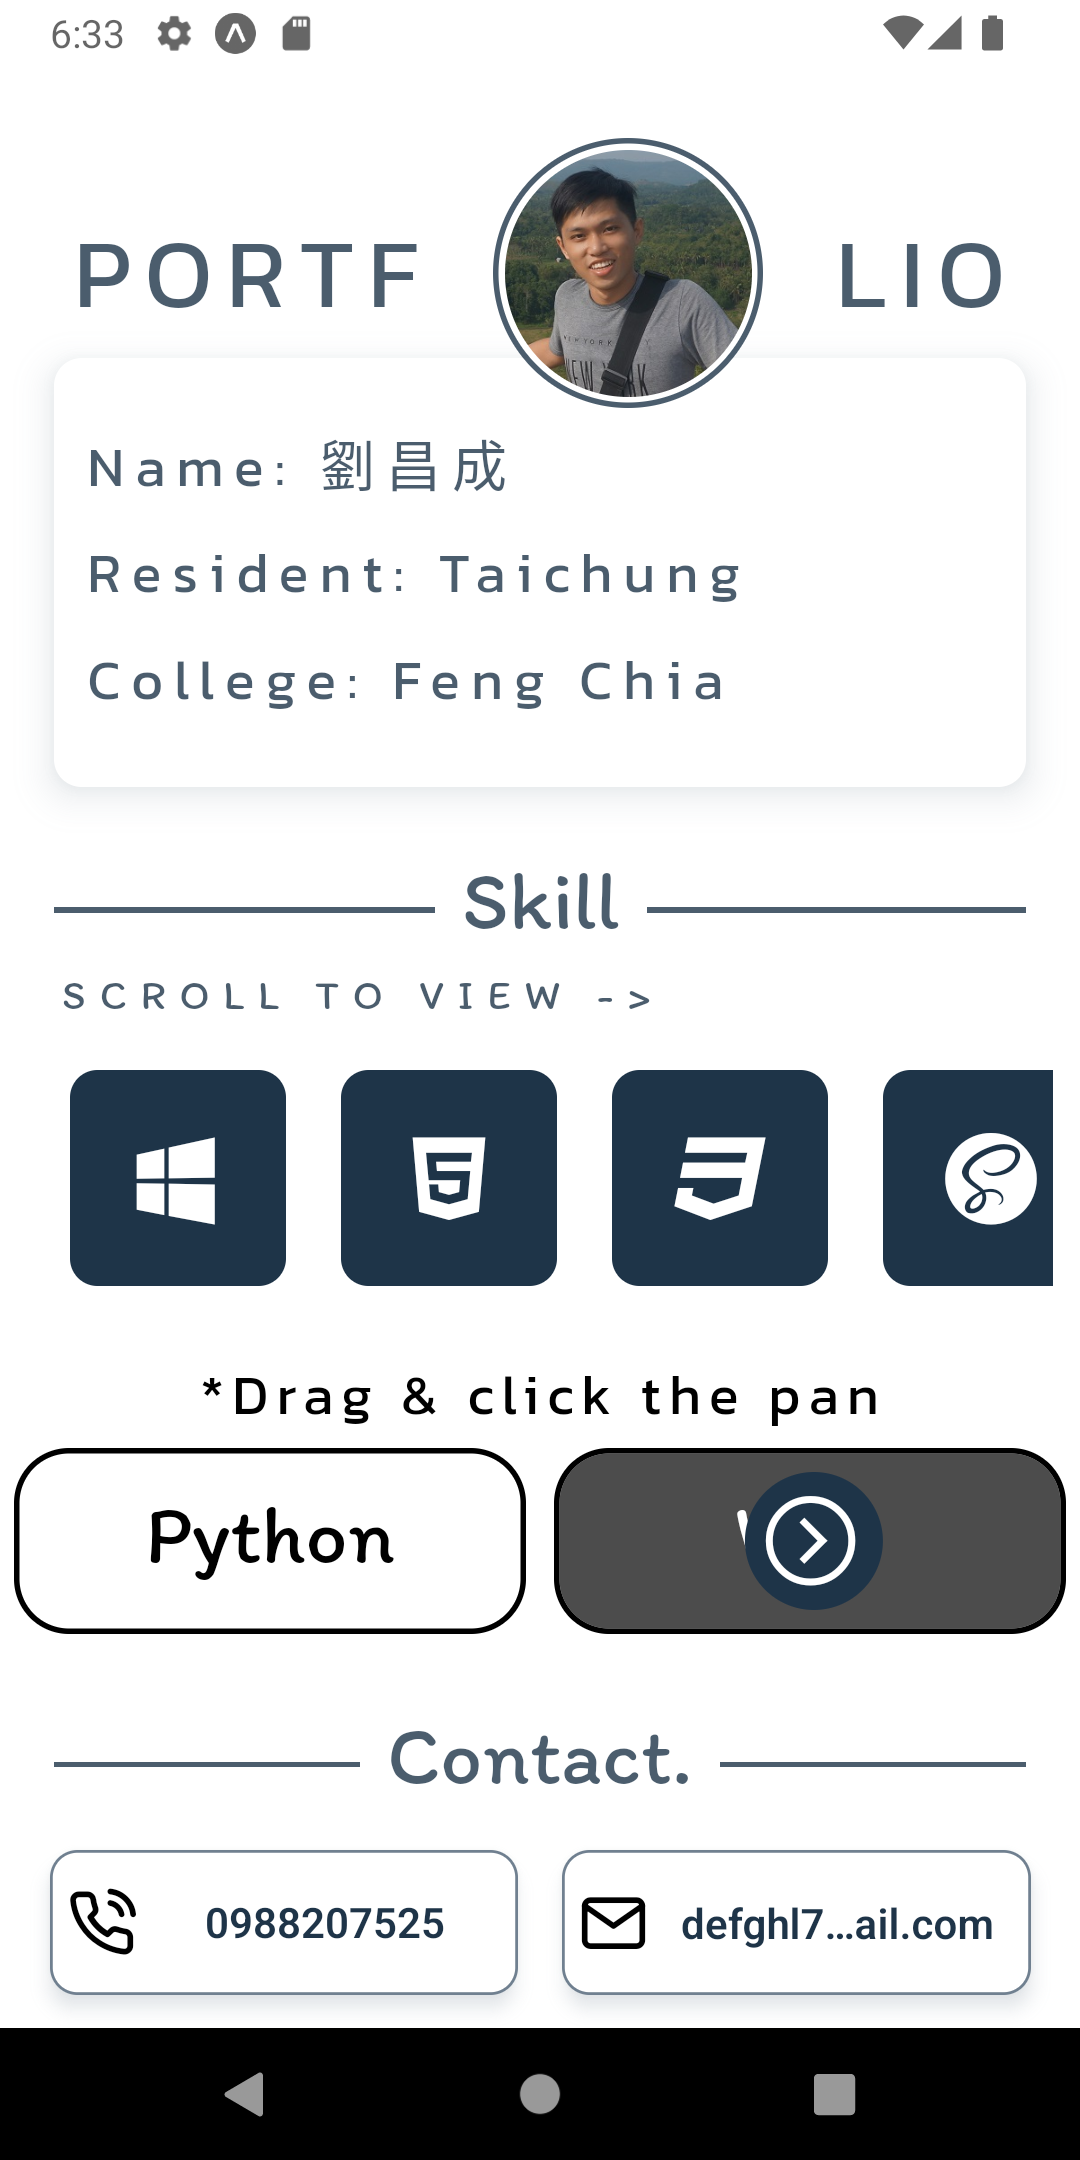 6:33
PORTF LIO
Name: 劉昌成
Resident: Taichung
College: Feng Chia
Skill
SCROLL TO VIEW ->
*Drag & click the pan
Python
Contact.
0988207525
defghl7…ail.com